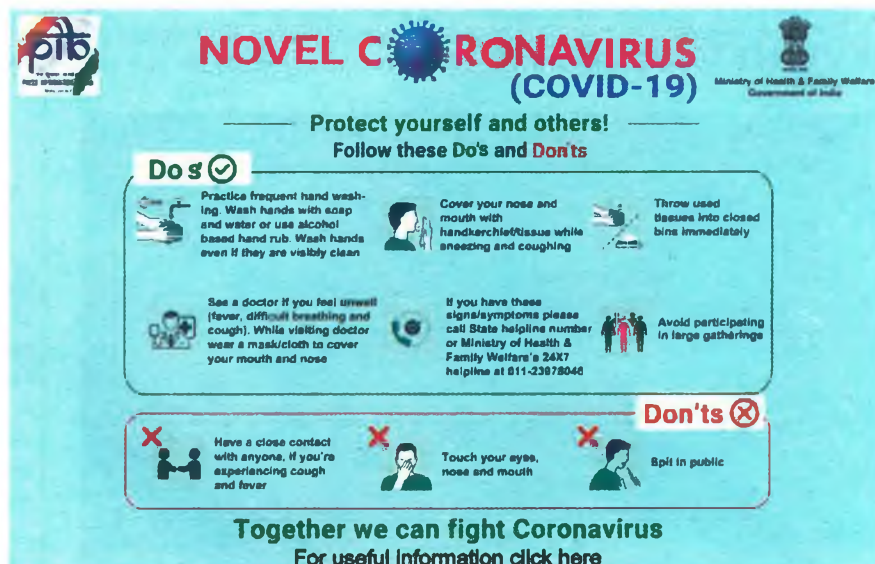 pib
NOVEL CORONAVIRUS
(COVID-19)
Ministry of Health & Family Welfare
Government of India
Protect yourself and others!
Follow these Do's and Don'ts
Do's
Practice frequent hand wash-
ing. Wash hands with soap
and water or use alcohol
based hand rub. Wash hands
even if they are visibly clean
Cover your nose and
mouth with
handkerchief/tissue while
sneezing and coughing
Throw used
tissues into closed
bins immediately
See a doctor if you feel unwell
(fever, difficult breathing and
cough). While visiting doctor
wear a mask/cloth to cover
your mouth and nose
If you have these
signs/symptoms please
call State helpline number
or Ministry of Health &
Family Welfare's 24X7
helpline at 011-23978046
Avoid participating
in large gatherings
Don'ts
Have a close contact
with anyone, if you're
experiencing cough
and fever
Touch your eyes,
nose and mouth
Spit in public
Together we can fight Coronavirus
For useful information click here